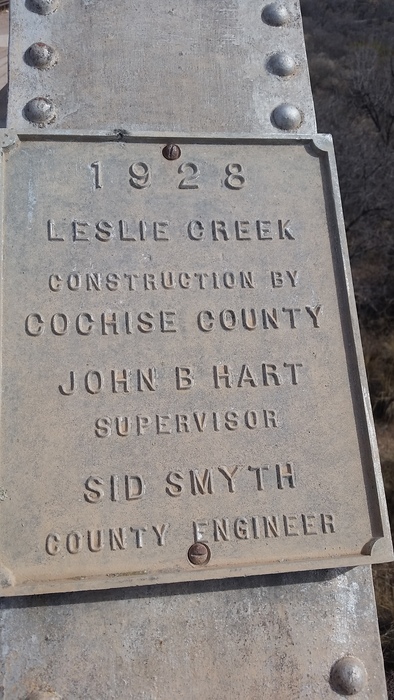 1928
LESLIE CREEK
CONSTRUCTION BY
COCHISE COUNTY
JOHN B HART
SUPERVISOR
SID SMYTH
COUNTY ENGINEER